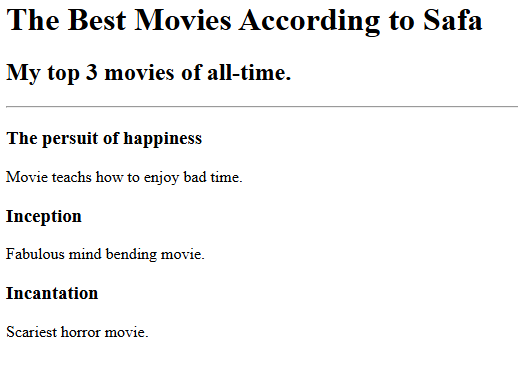 The Best Movies According to Safa
My top 3 movies of all-time.
The persuit of happiness
Movie teachs how to enjoy bad time.
Inception
Fabulous mind bending movie.
Incantation
Scariest horror movie.